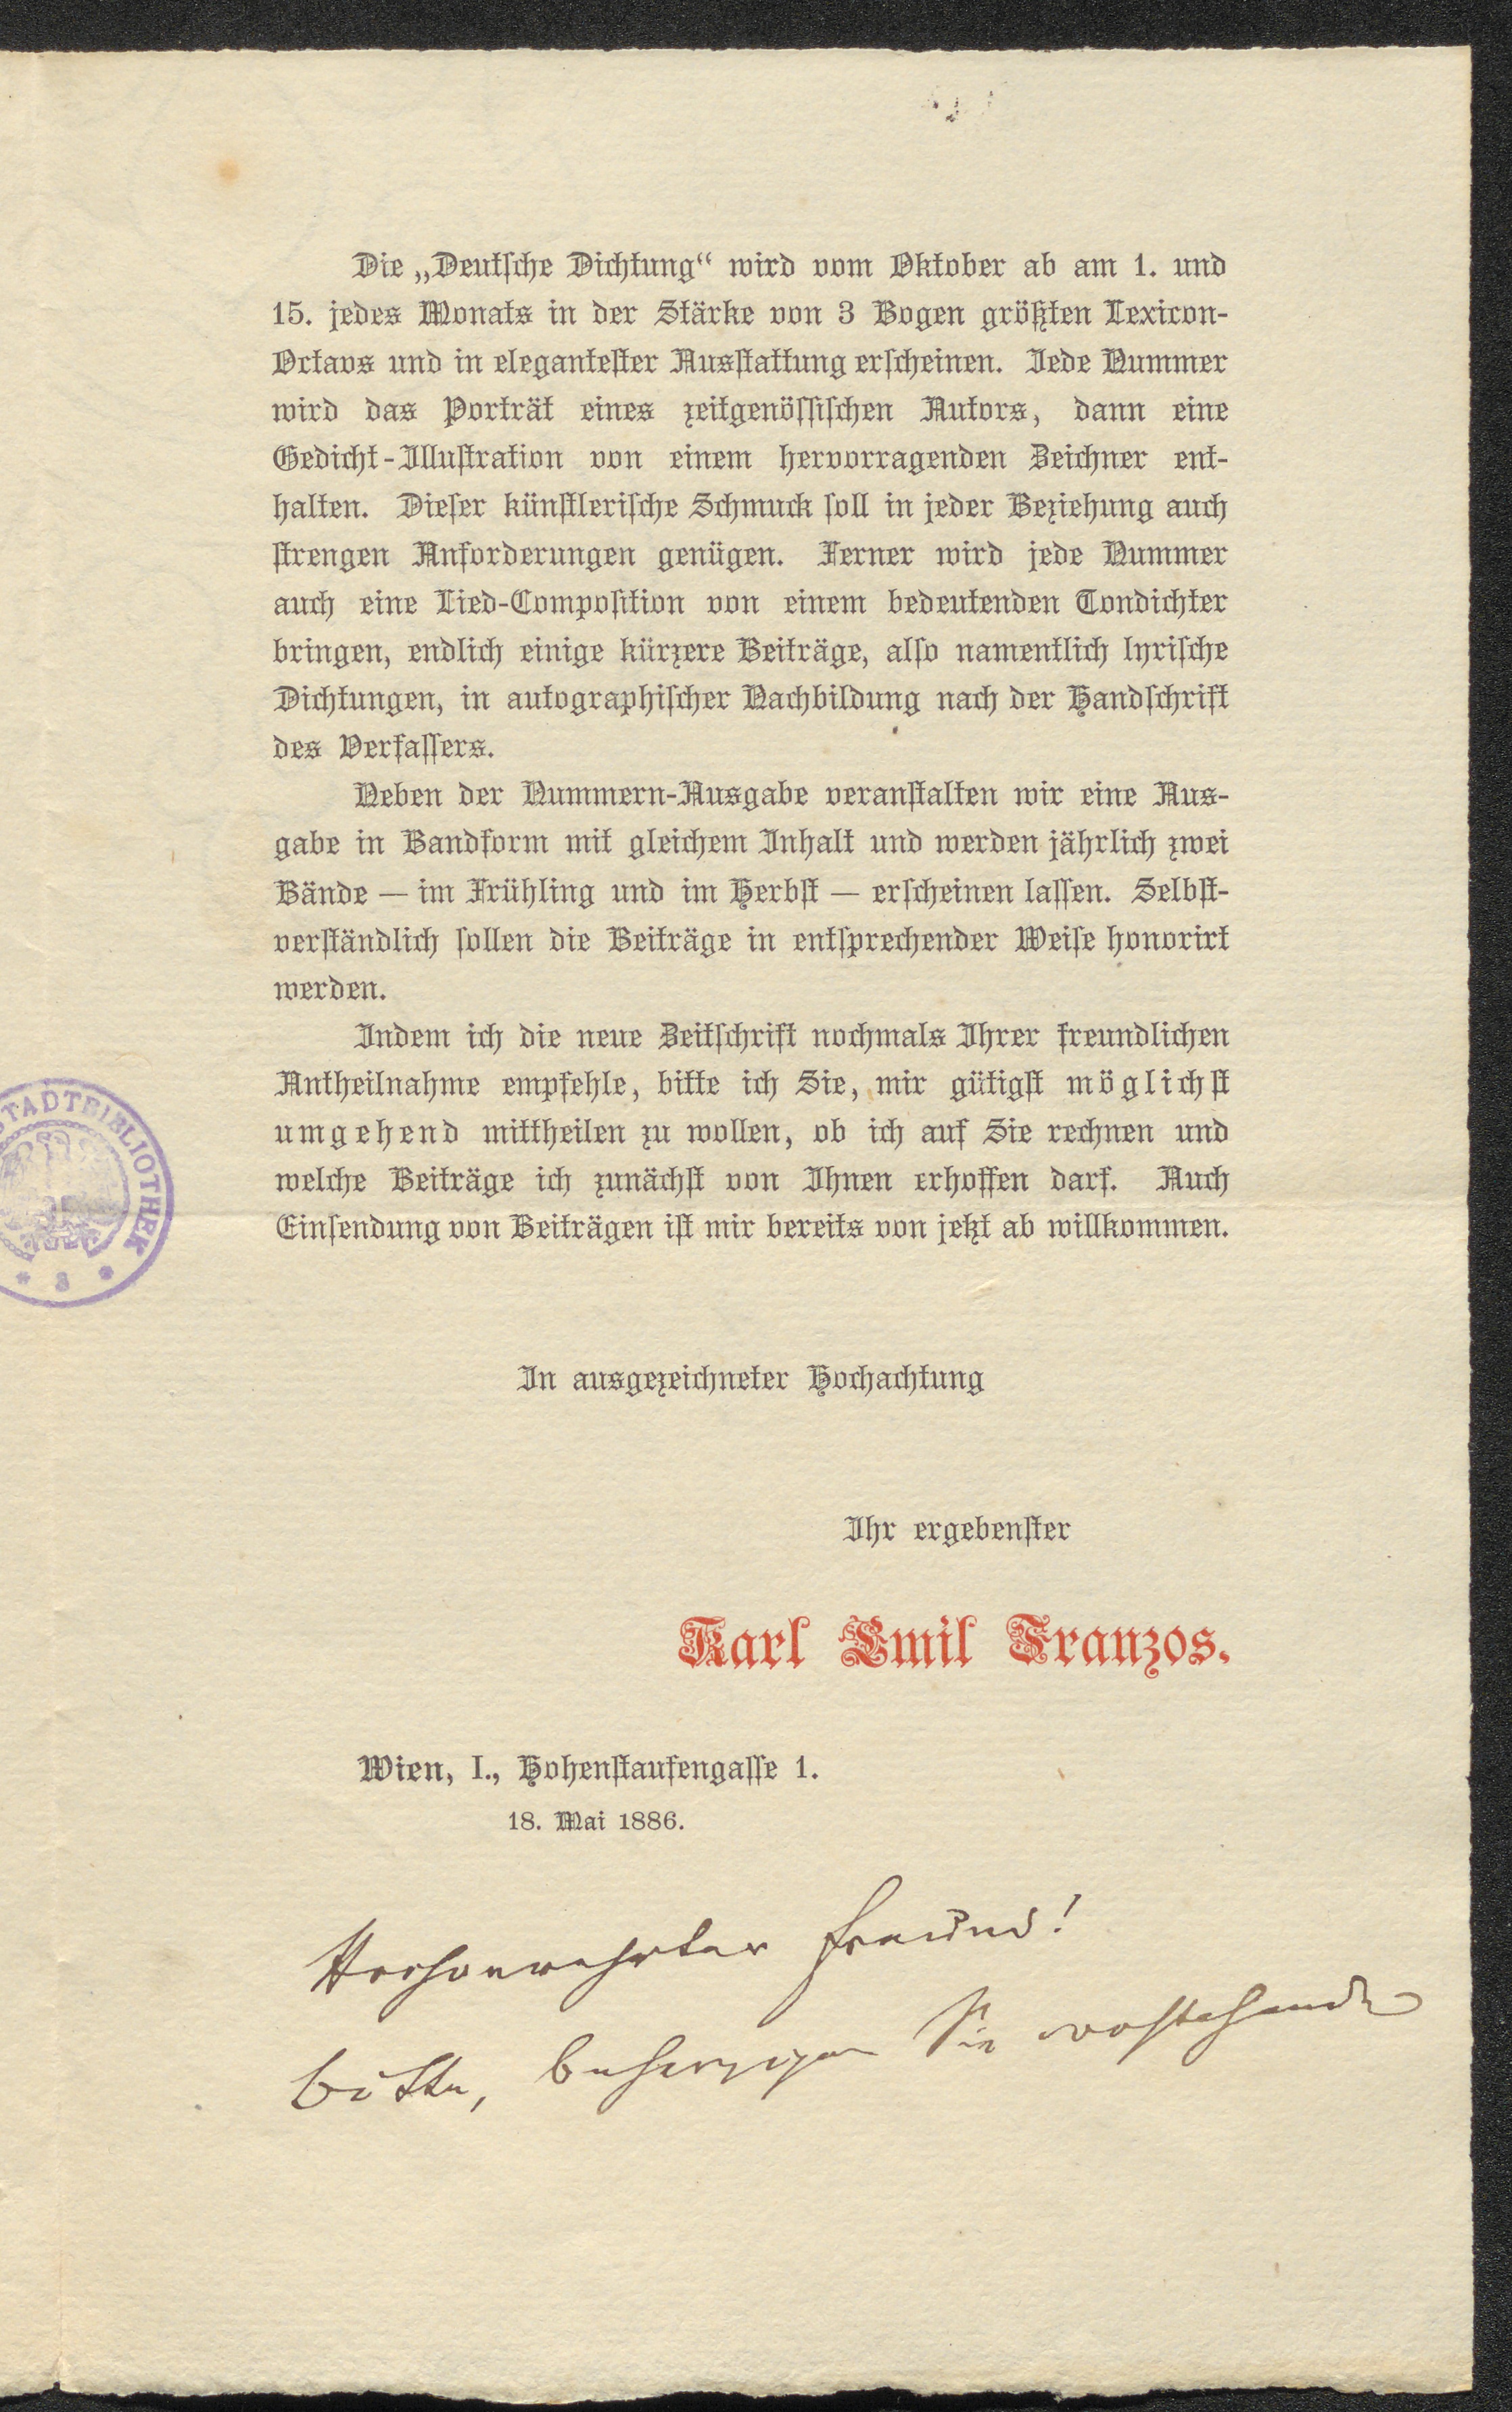 Die „Deutſche Dichtung“ wird vom Oktober ab am 1. und
15. jedes Monats in der Stärke von 3 Bogen größten Lexicon-
Octavs und in eleganteſter Ausſtattung erſcheinen. Jede Nummer
wird das Porträt eines zeitgenöſſiſchen Autors, dann eine
Gedicht-Illuſtration von einem hervorragenden Zeichner ent-
halten. Dieſer künſtleriſche Schmuck ſoll in jeder Beziehung auch
ſtrengen Anforderungen genügen. Ferner wird jede Nummer
auch eine Lied-Compoſition von einem bedeutenden Tondichter
bringen, endlich einige kürzere Beiträge, alſo namentlich lyriſche
Dichtungen, in autographiſcher Nachbildung nach der Handſchrift
des Verfaſſers.
Neben der Nummern-Ausgabe veranſtalten wir eine Aus-
gabe in Bandform mit gleichem Inhalt und werden jährlich zwei
Bände — im Frühling und im Herbſt — erſcheinen laſſen. Selbſt-
verſtändlich ſollen die Beiträge in entſprechender Weiſe honorirt
werden.
Indem ich die neue Zeitſchrift nochmals Ihrer freundlichen
Antheilnahme empfehle, bitte ich Sie, mir gütigſt möglichſt
umgehend mittheilen zu wollen, ob ich auf Sie rechnen und
welche Beiträge ich zunächſt von Ihnen erhoffen darf. Auch
Einſendung von Beiträgen iſt mir bereits von jetzt ab willkommen.
STADTBIBLIOTHEK
In ausgezeichneter Hochachtung
Ihr ergebenſter
Karl Emil Franzos.
Wien, I., Hohenſtaufengaſſe 1.
18. Mai 1886.
Hochverehrter Freund!
bitte, beherzigen Sie vorstehende